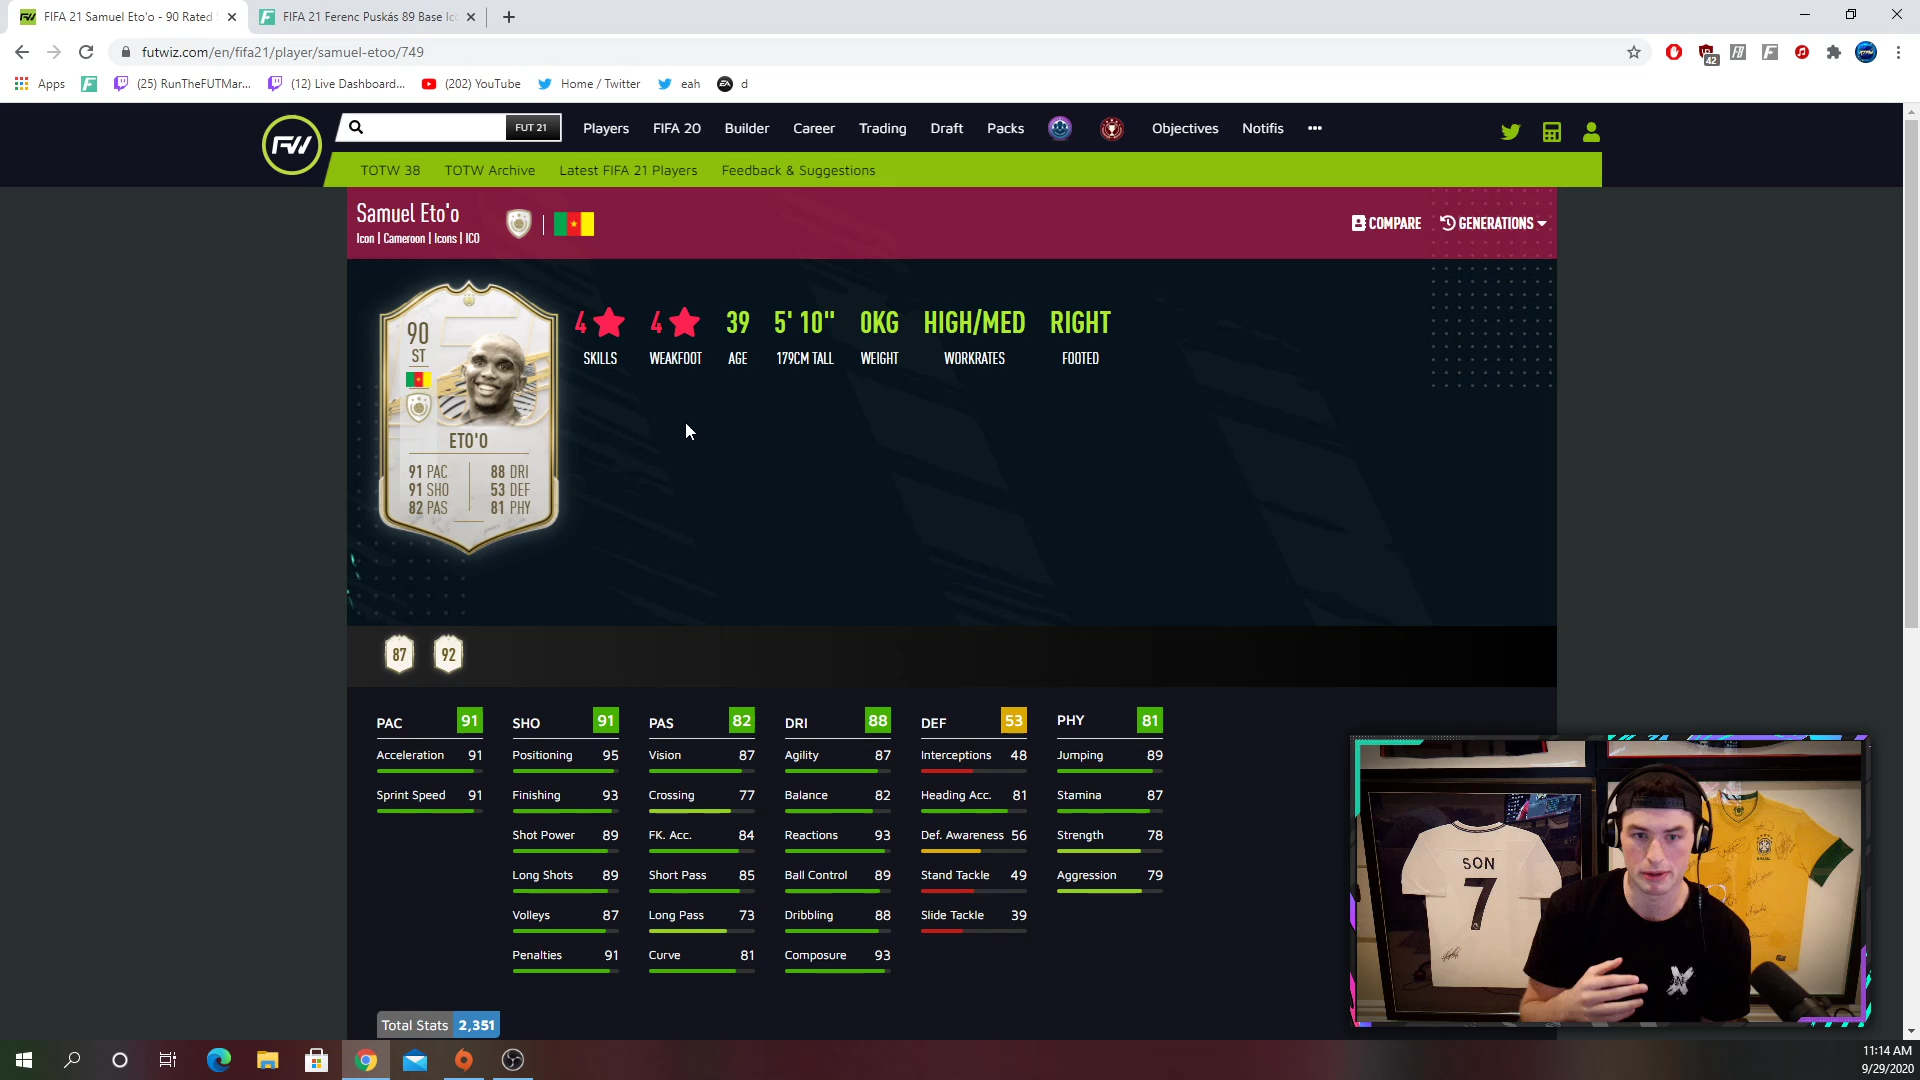 FIFA 21 Samuel Eto'o - 90 Rated
FIFA 21 Ferenc Puskás 89 Base Ic
futwiz.com/en/fifa21/player/samuel-etoo/749
42
Apps
(25) RunTheFUTMar...
(12) Live Dashboard...
(202) YouTube
Home / Twitter
eah
d
FW
FUT 21
Players
FIFA 20
Builder
Career
Trading
Draft
Packs
Objectives
Notifis
TOTW 38
TOTW Archive
Latest FIFA 21 Players
Feedback & Suggestions
Samuel Eto'o
Icon | Cameroon | Icons | ICO
COMPARE
GENERATIONS
90
ST
ETO'O
91 PAC 88 DRI
91 SHO 53 DEF
82 PAS 81 PHY
4 4 39 5' 10" 0KG HIGH/MED RIGHT
SKILLS WEAKFOOT AGE 179CM TALL WEIGHT WORKRATES FOOTED
87 92
PAC 91 SHO 91 PAS 82 DRI 88 DEF 53 PHY 81
Acceleration 91 Positioning 95 Vision 87 Agility 87 Interceptions 48 Jumping 89
Sprint Speed 91 Finishing 93 Crossing 77 Balance 82 Heading Acc. 81 Stamina 87
Shot Power 89 FK. Acc. 84 Reactions 93 Def. Awareness 56 Strength 78
Long Shots 89 Short Pass 85 Ball Control 89 Stand Tackle 49 Aggression 79
Volleys 87 Long Pass 73 Dribbling 88 Slide Tackle 39
Penalties 91 Curve 81 Composure 93
Total Stats 2,351
SON
7
11:14 AM
9/29/2020